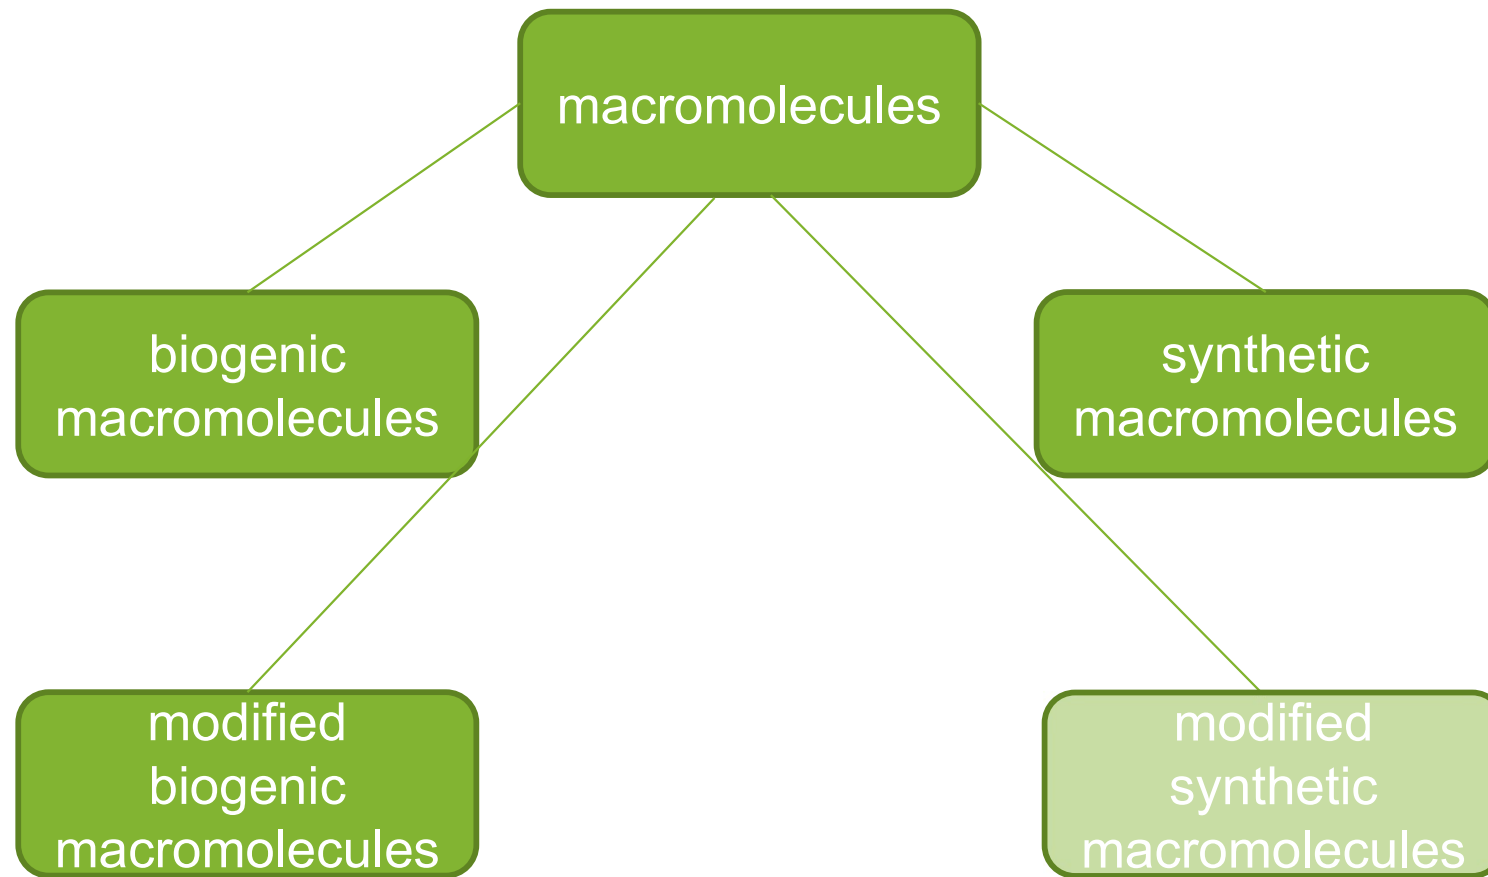 macromolecules
biogenic
macromolecules
synthetic
macromolecules
modified
biogenic
macromolecules
modified
synthetic
macromolecules